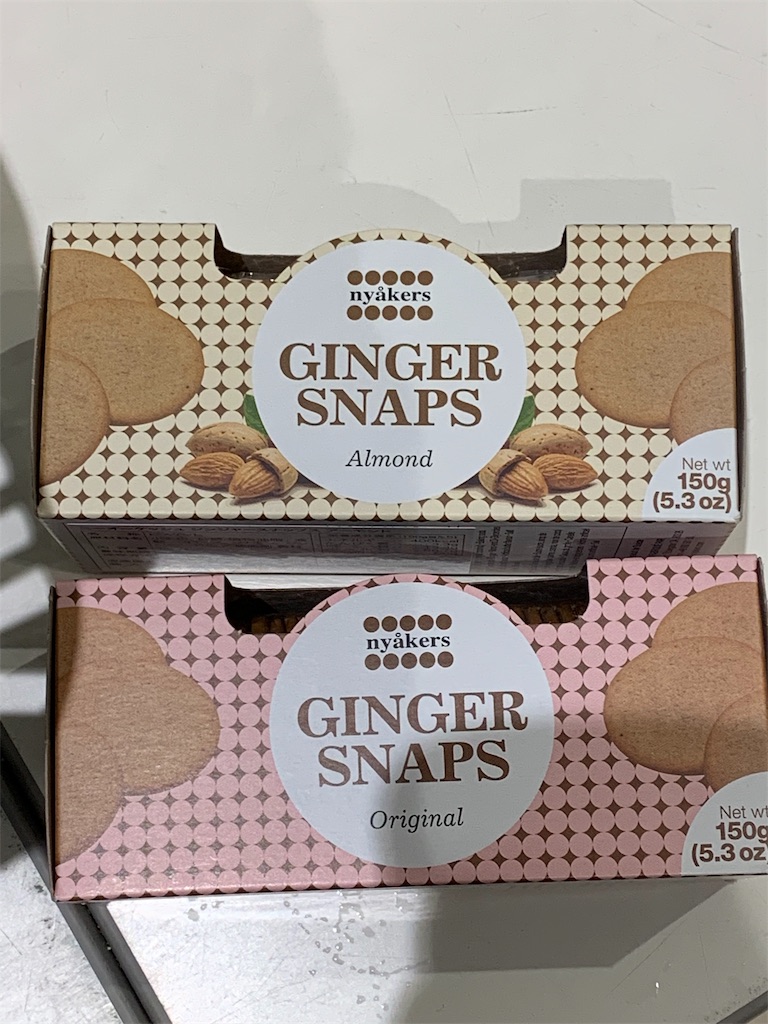 nyåkers
GINGER
SNAPS
Almond
Net wt
150g
(5.3 oz)
nyåkers
GINGER
SNAPS
Original
Net wt
150g
(5.3 oz